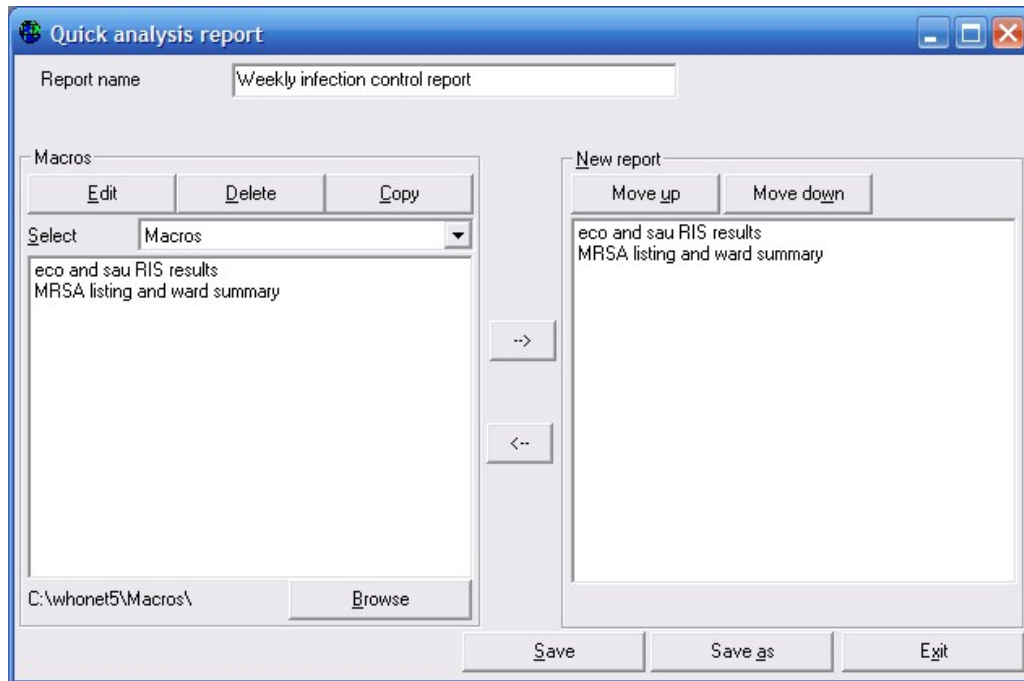 Quick analysis report
Report name Weekly infection control report
Macros
Edit Delete Copy
Select Macros
eco and sau RIS results
MRSA listing and ward summary
C:\whonet5\Macros\ Browse
-->
<--
New report
Move up Move down
eco and sau RIS results
MRSA listing and ward summary
Save Save as Exit